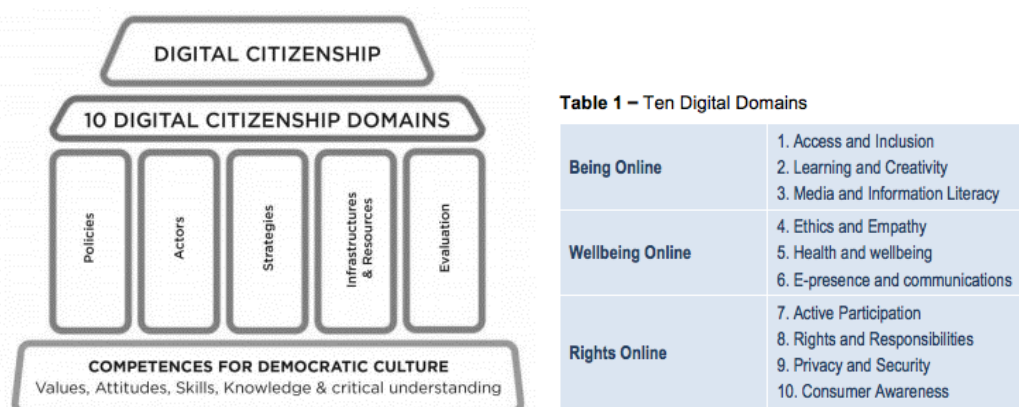 DIGITAL CITIZENSHIP
10 DIGITAL CITIZENSHIP DOMAINS
Policies
Actors
Strategies
Infrastructures
& Resources
Evaluation
COMPETENCES FOR DEMOCRATIC CULTURE
Values, Attitudes, Skills, Knowledge & critical understanding
Table 1 – Ten Digital Domains
Being Online
1. Access and Inclusion
2. Learning and Creativity
3. Media and Information Literacy
Wellbeing Online
4. Ethics and Empathy
5. Health and wellbeing
6. E-presence and communications
Rights Online
7. Active Participation
8. Rights and Responsibilities
9. Privacy and Security
10. Consumer Awareness